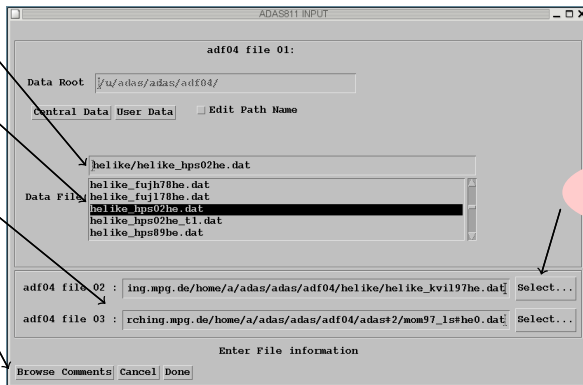 ADAS811 INPUT
adf04 file 01:
Data Root /u/adas/adas/adf04/
Central Data User Data Edit Path Name
helike/helike_hps02he.dat
Data File
helike_fujh78he.dat
helike_fujl78he.dat
helike_hps02he.dat
helike_hps02he_t1.dat
helike_hps89he.dat
adf04 file 02 : ing.mpg.de/home/a/adas/adas/adf04/helike/helike_kvi197he.dat Select...
adf04 file 03 : rching.mpg.de/home/a/adas/adas/adf04/adas#2/mom97_ls#he0.dat Select...
Enter File information
Browse Comments Cancel Done